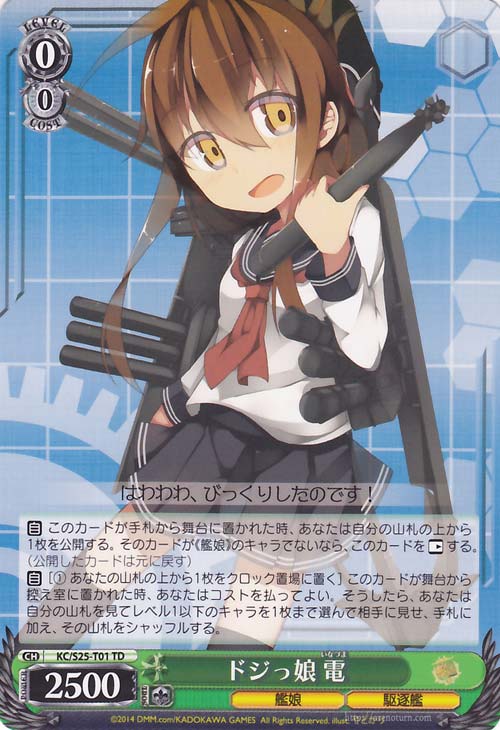 LEVEL
0
0
COST
はわわわ、びっくりしたのです！
自 このカードが手札から舞台に置かれた時、あなたは自分の山札の上から
1枚を公開する。そのカードが《艦娘》のキャラでないなら、このカードを する。
（公開したカードは元に戻す）
自 [① あなたの山札の上から1枚をクロック置場に置く] このカードが舞台から
控え室に置かれた時、あなたはコストを払ってよい。そうしたら、あなたは
自分の山札を見てレベル1以下のキャラを1枚まで選んで相手に見せ、手札に
加え、その山札をシャッフルする。
CH KC/S25-T01 TD
いなづま
ドジっ娘 電
POWER
2500
SOUL
艦娘
駆逐艦
©2014 DMM.com/KADOKAWA GAMES All Rights Reserved. illust.